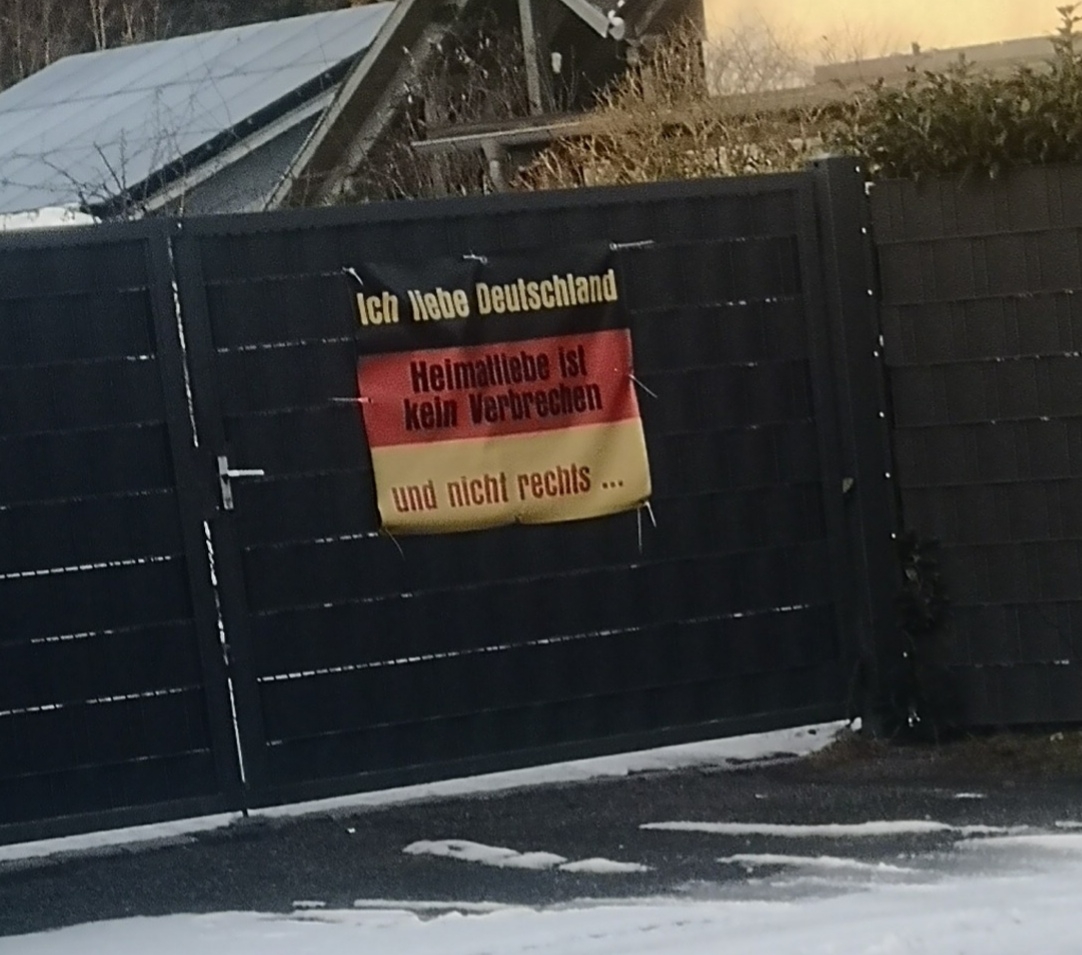 Ich liebe Deutschland
Heimatliebe ist
kein Verbrechen
und nicht rechts ...